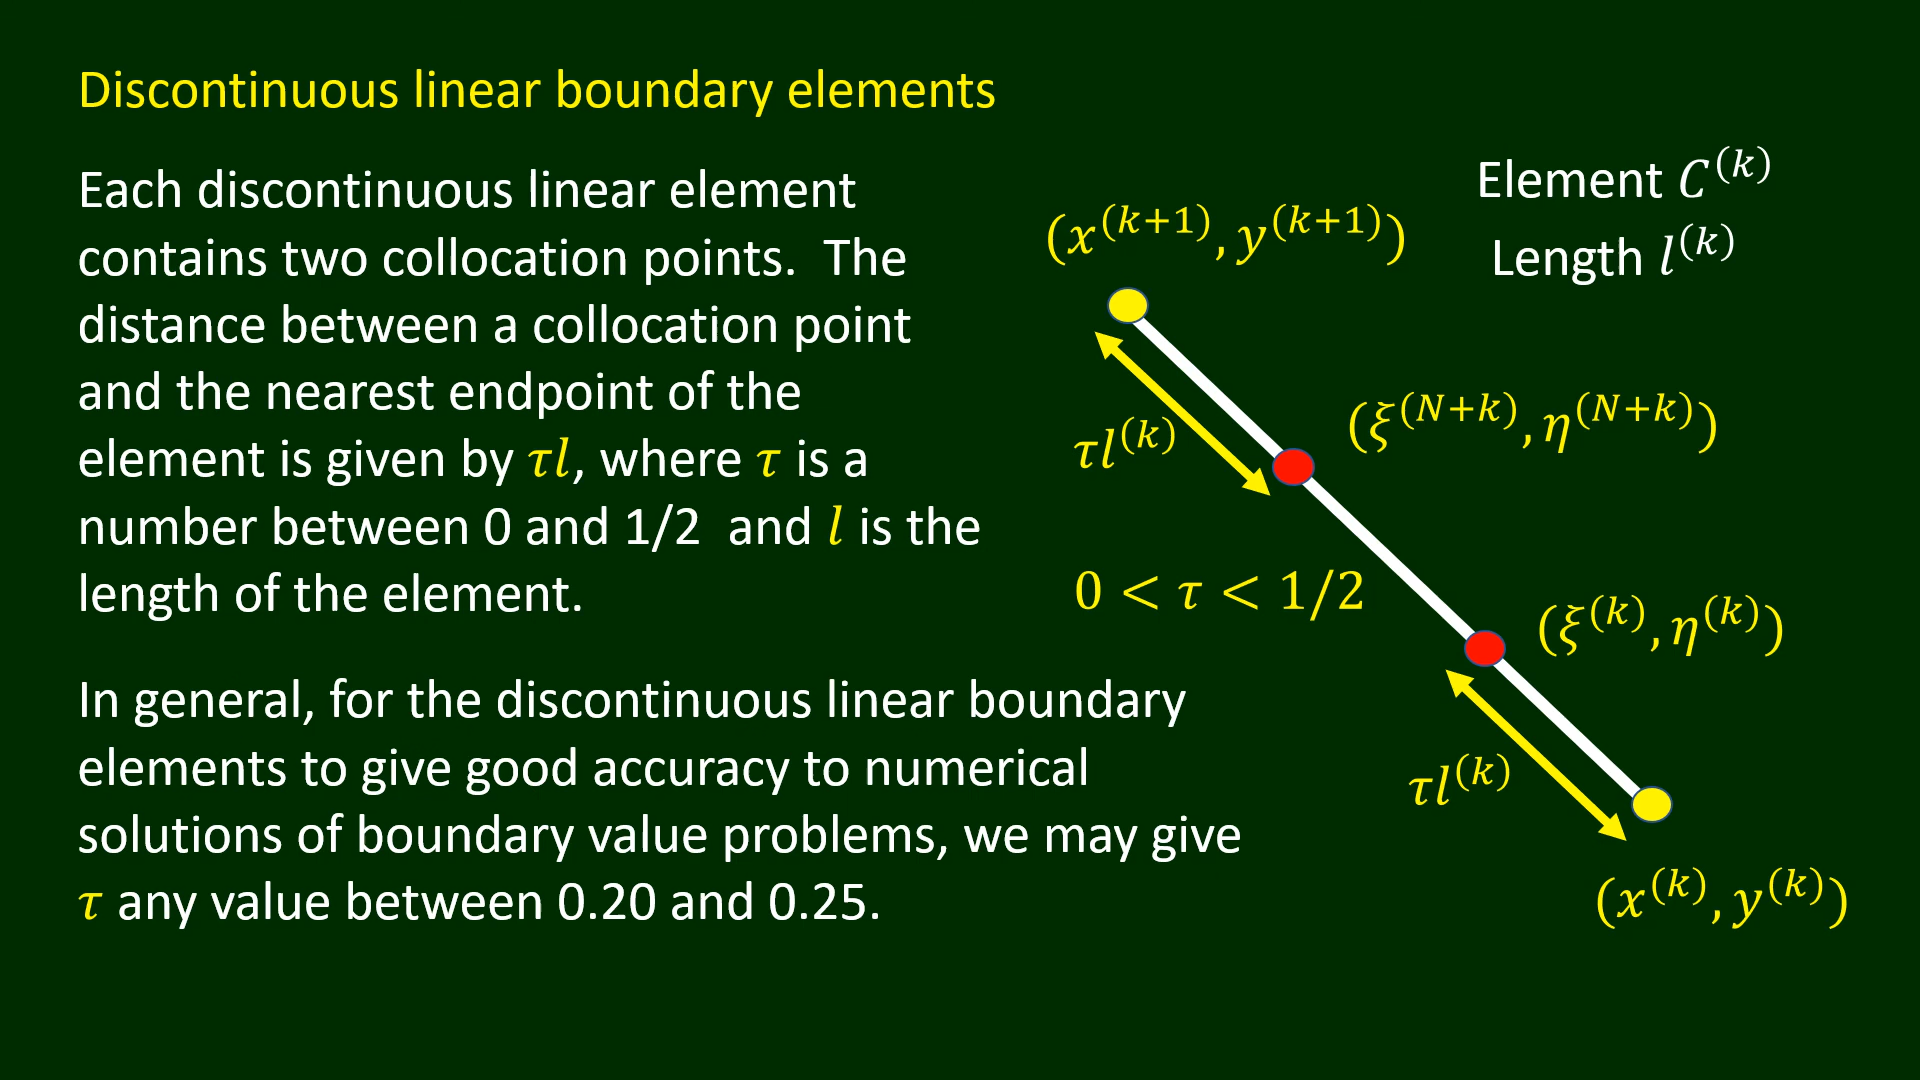 Discontinuous linear boundary elements
Each discontinuous linear element
contains two collocation points.  The
distance between a collocation point
and the nearest endpoint of the
element is given by τl, where τ is a
number between 0 and 1/2  and l is the
length of the element.
In general, for the discontinuous linear boundary
elements to give good accuracy to numerical
solutions of boundary value problems, we may give
τ any value between 0.20 and 0.25.
Element C^(k)
Length l^(k)
(x^(k+1), y^(k+1))
(ξ^(N+k), η^(N+k))
τl^(k)
0 < τ < 1/2
(ξ^(k), η^(k))
τl^(k)
(x^(k), y^(k))